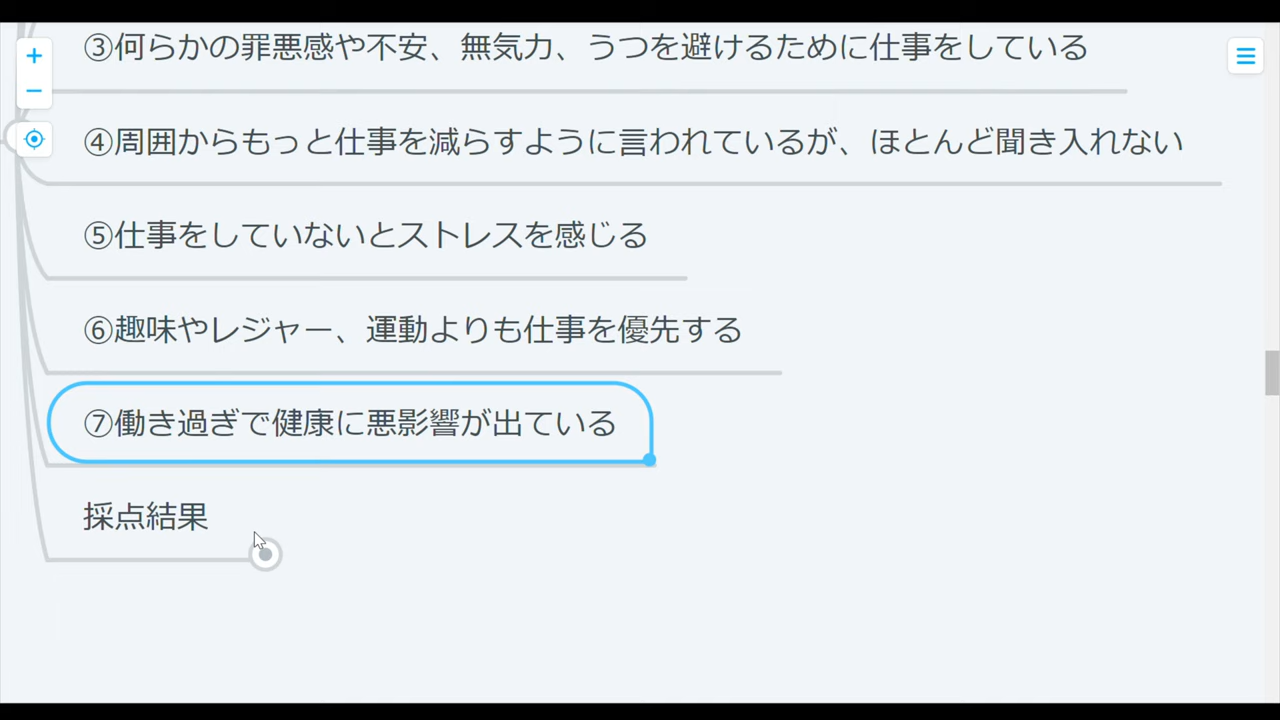 ③何らかの罪悪感や不安、無気力、うつを避けるために仕事をしている
④周囲からもっと仕事を減らすように言われているが、ほとんど聞き入れない
⑤仕事をしていないとストレスを感じる
⑥趣味やレジャー、運動よりも仕事を優先する
⑦働き過ぎで健康に悪影響が出ている
採点結果